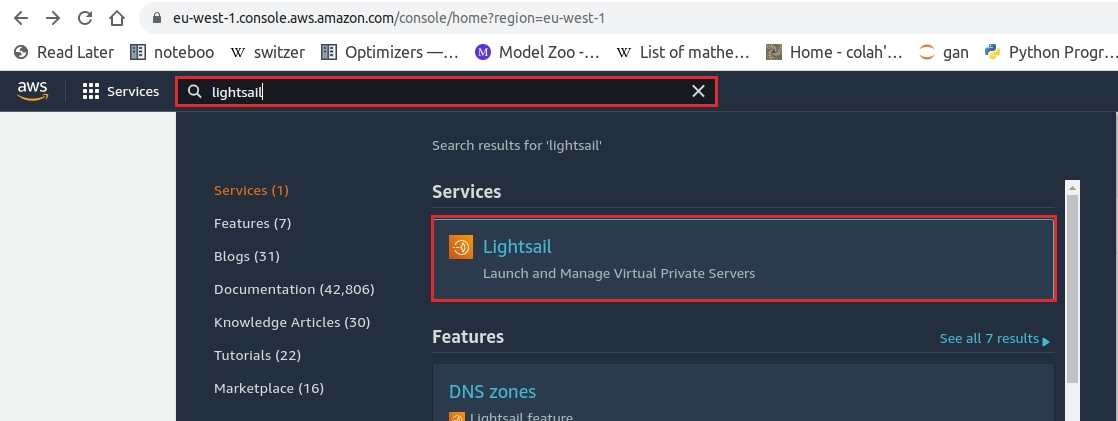 eu-west-1.console.aws.amazon.com/console/home?region=eu-west-1
Read Later noteboo W switzer Optimizers —... M Model Zoo -... W List of mathe... Home - colah'... gan Python Progr...
aws Services lightsail
Search results for 'lightsail'
Services (1)
Features (7)
Blogs (31)
Documentation (42,806)
Knowledge Articles (30)
Tutorials (22)
Marketplace (16)
Services
Lightsail
Launch and Manage Virtual Private Servers
Features See all 7 results
DNS zones
Lightsail feature